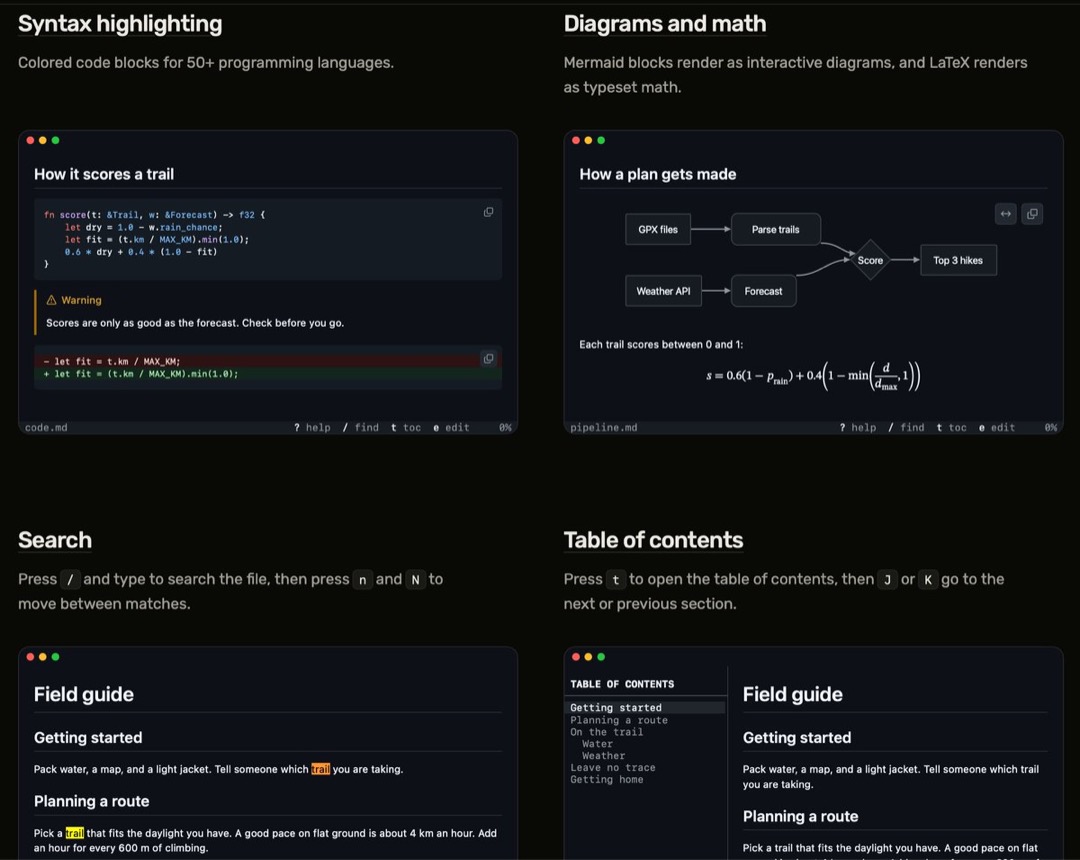 Syntax highlighting
Colored code blocks for 50+ programming languages.
How it scores a trail
fn score(t: &Trail, w: &Forecast) -> f32 {
    let dry = 1.0 - w.rain_chance;
    let fit = (t.km / MAX_KM).min(1.0);
    0.6 * dry + 0.4 * (1.0 - fit)
}
Warning
Scores are only as good as the forecast. Check before you go.
- let fit = t.km / MAX_KM;
+ let fit = (t.km / MAX_KM).min(1.0);
code.md ? help / find t toc e edit 0%
Diagrams and math
Mermaid blocks render as interactive diagrams, and LaTeX renders
as typeset math.
How a plan gets made
GPX files
Parse trails
Score
Top 3 hikes
Weather API
Forecast
Each trail scores between 0 and 1:
s = 0.6(1 − p_rain) + 0.4(1 − min(d/d_max, 1))
pipeline.md ? help / find t toc e edit 0%
Search
Press / and type to search the file, then press n and N to
move between matches.
Field guide
Getting started
Pack water, a map, and a light jacket. Tell someone which trail you are taking.
Planning a route
Pick a trail that fits the daylight you have. A good pace on flat ground is about 4 km an hour. Add
an hour for every 600 m of climbing.
Table of contents
Press t to open the table of contents, then J or K go to the
next or previous section.
TABLE OF CONTENTS
Getting started
Planning a route
On the trail
Water
Weather
Leave no trace
Getting home
Field guide
Getting started
Pack water, a map, and a light jacket. Tell someone which trail
you are taking.
Planning a route
Pick a trail that fits the daylight you have. A good pace on flat